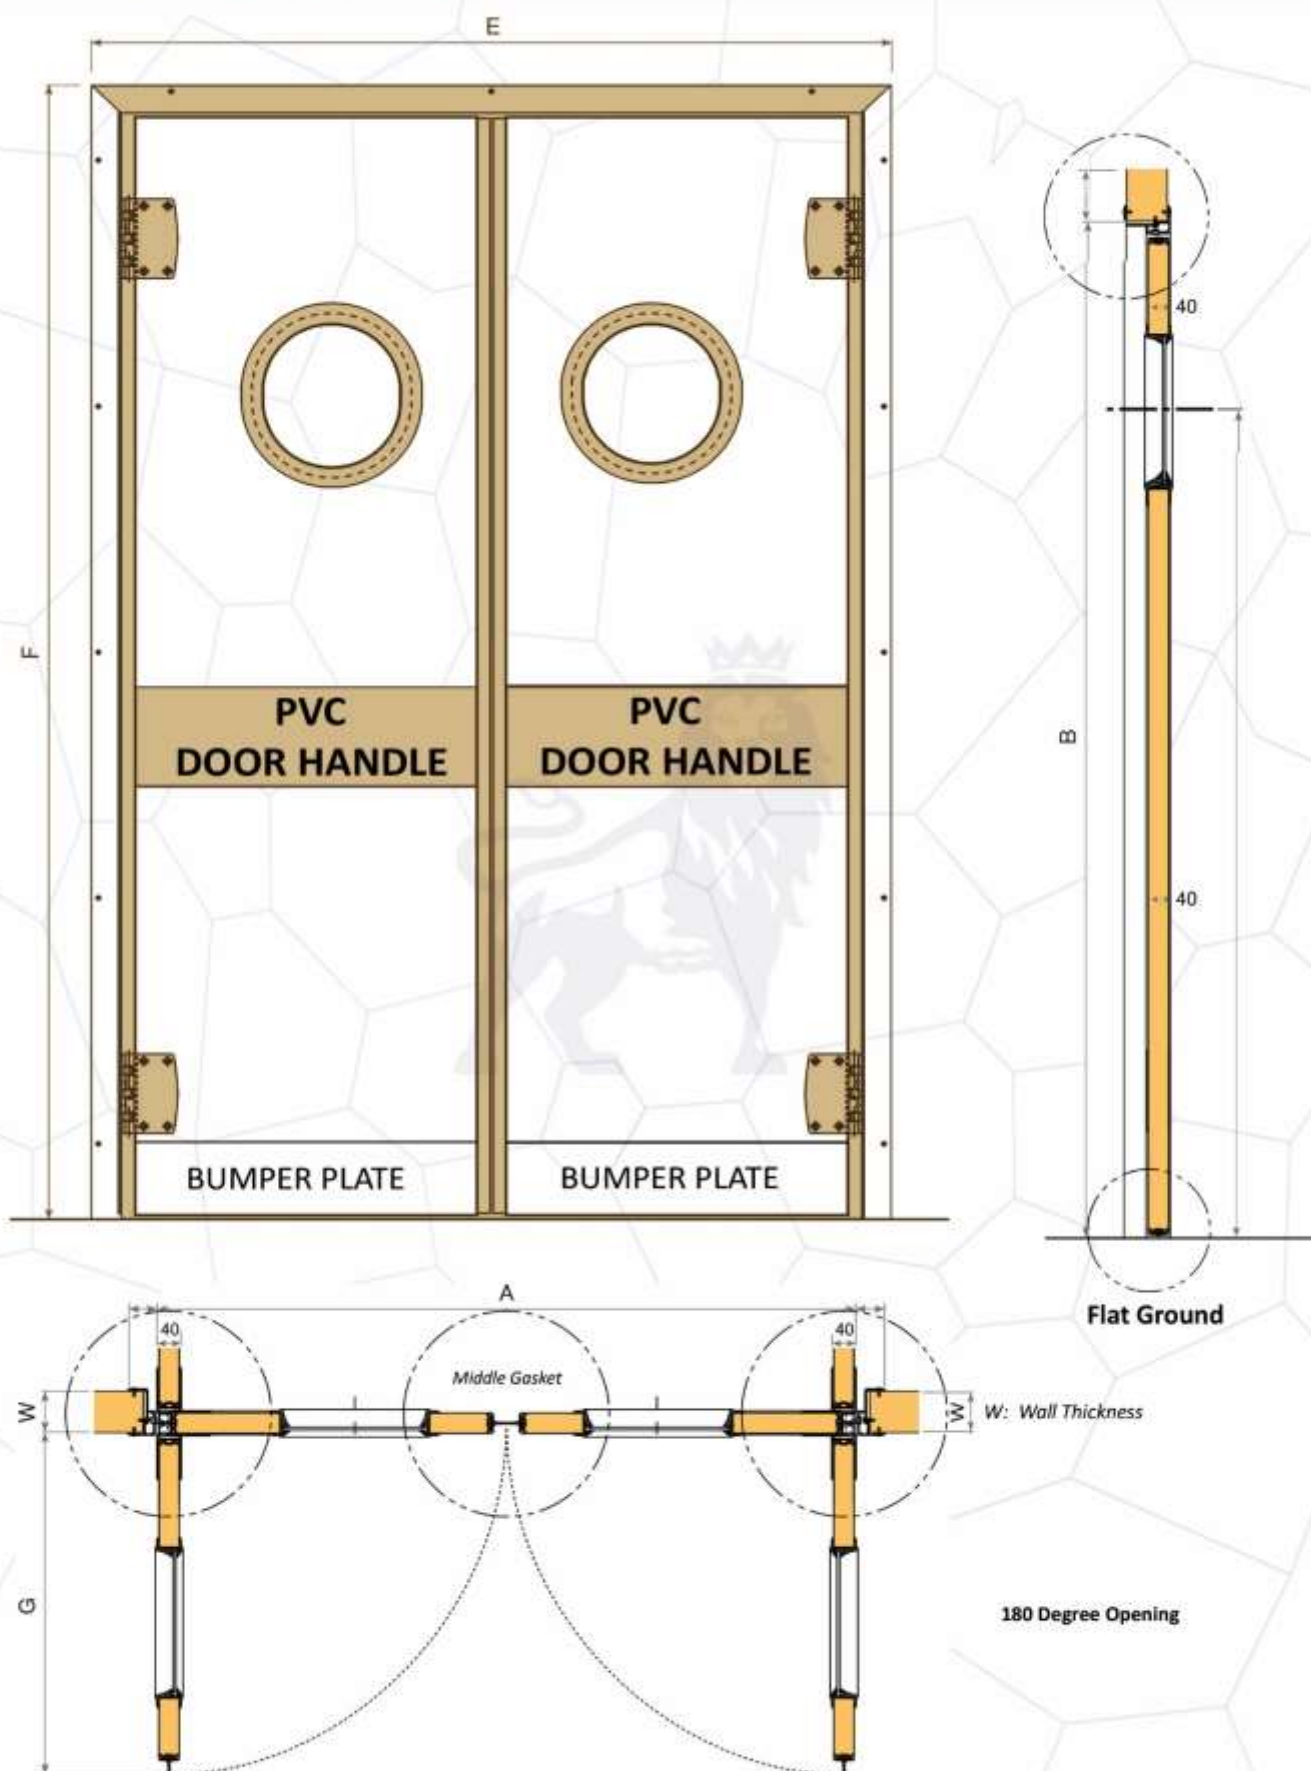 E
F
PVC
DOOR HANDLE
PVC
DOOR HANDLE
BUMPER PLATE
BUMPER PLATE
40
B
40
Flat Ground
A
40
40
Middle Gasket
W
W
W: Wall Thickness
G
180 Degree Opening